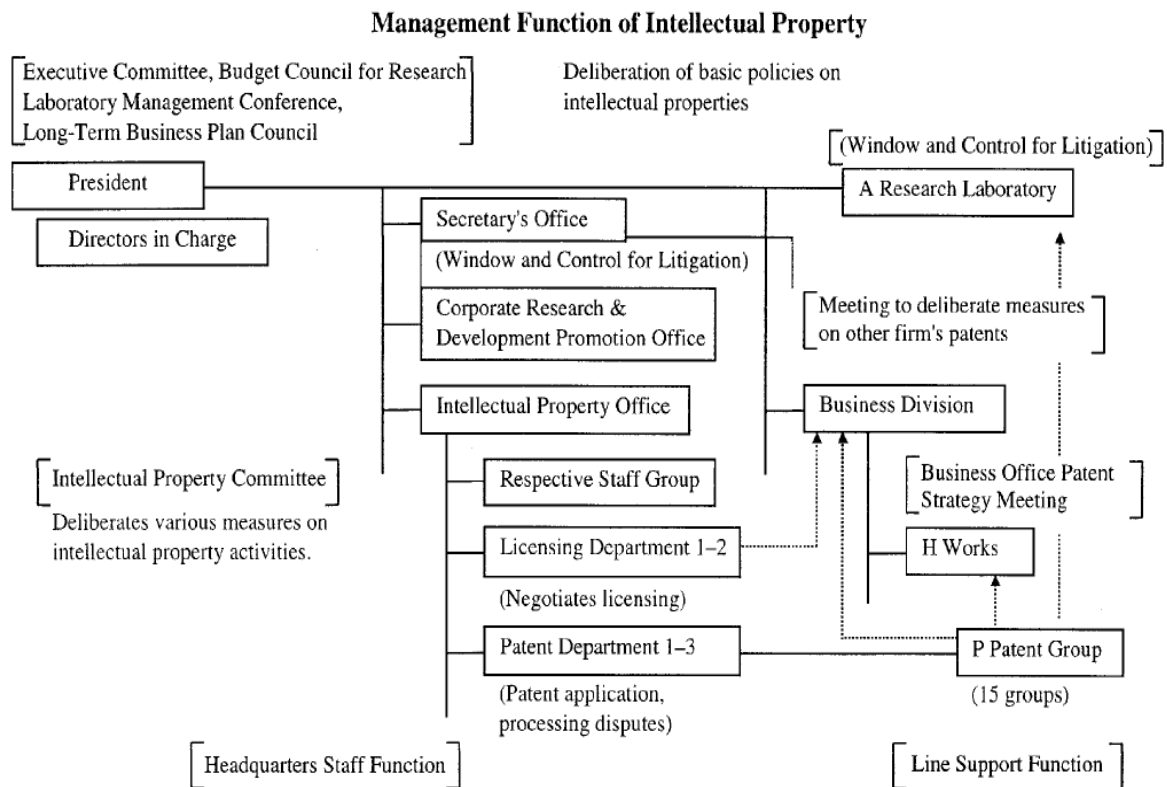 Management Function of Intellectual Property
Executive Committee, Budget Council for Research
Laboratory Management Conference,
Long-Term Business Plan Council
Deliberation of basic policies on
intellectual properties
(Window and Control for Litigation)
President
A Research Laboratory
Directors in Charge
Secretary's Office
(Window and Control for Litigation)
Corporate Research &
Development Promotion Office
Meeting to deliberate measures
on other firm's patents
Intellectual Property Office
Business Division
Intellectual Property Committee
Deliberates various measures on
intellectual property activities.
Respective Staff Group
Business Office Patent
Strategy Meeting
Licensing Department 1–2
(Negotiates licensing)
H Works
Patent Department 1–3
(Patent application,
processing disputes)
P Patent Group
(15 groups)
Headquarters Staff Function
Line Support Function